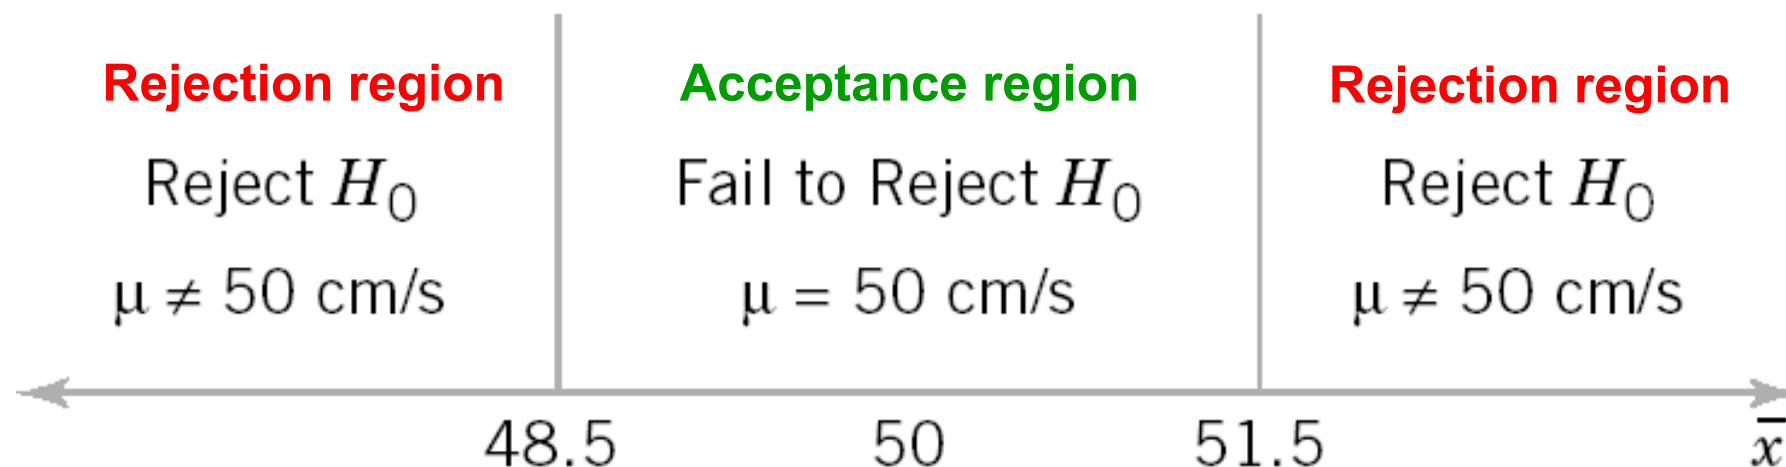 Rejection region Acceptance region Rejection region
Reject H₀ Fail to Reject H₀ Reject H₀
μ ≠ 50 cm/s μ = 50 cm/s μ ≠ 50 cm/s
48.5 50 51.5 x̄